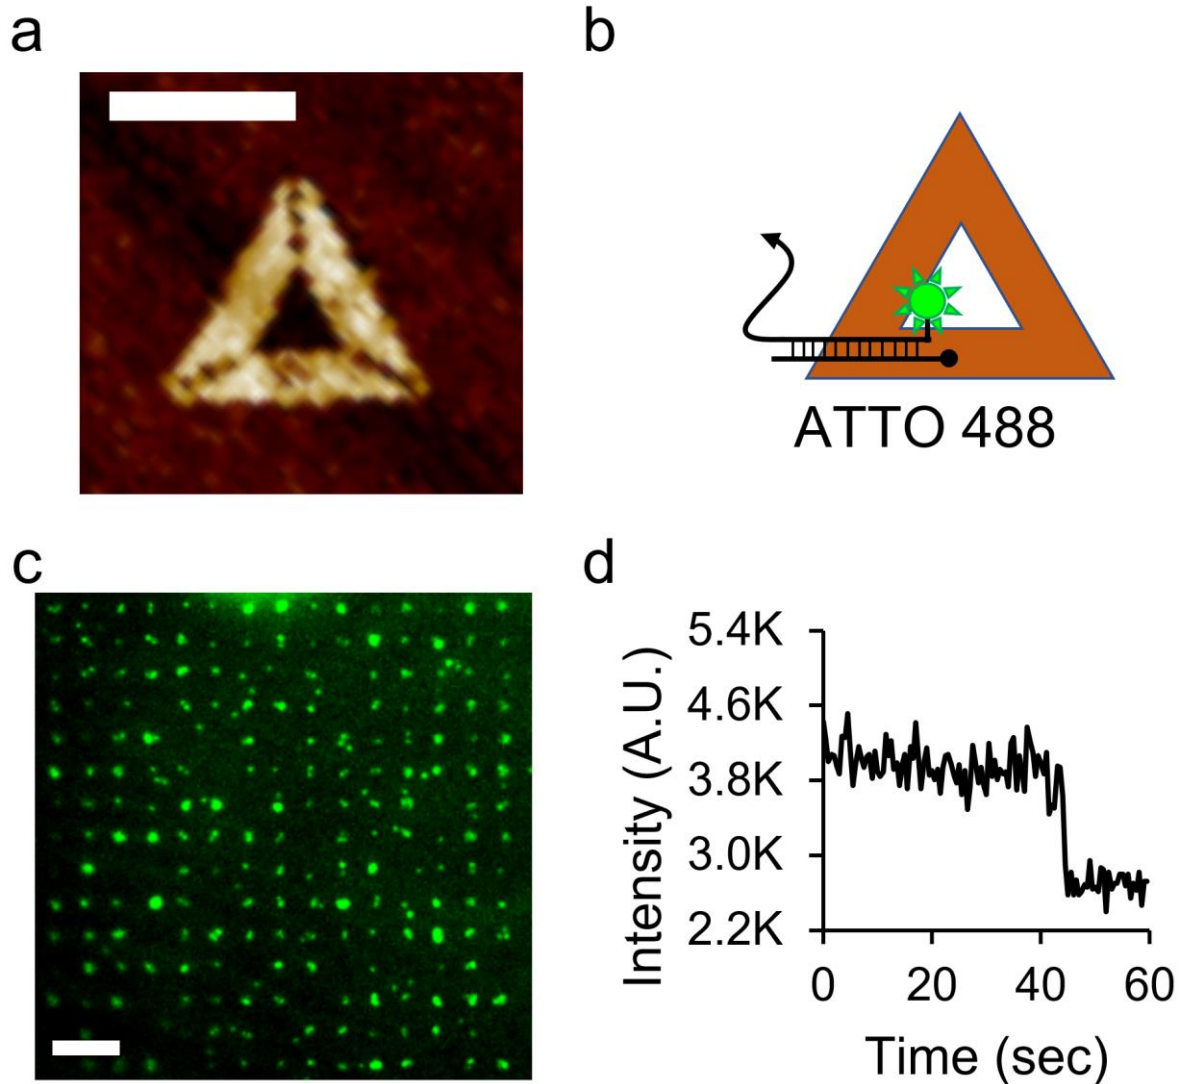 a
b
ATTO 488
c
d
Intensity (A.U.)
5.4K
4.6K
3.8K
3.0K
2.2K
0 20 40 60
Time (sec)